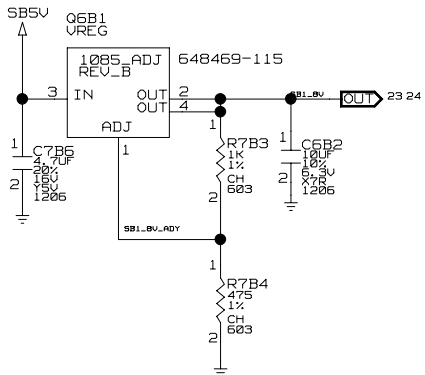 SB5V
Q6B1
VREG
1085_ADJ
REV_B
648469-115
3
IN
OUT
2
OUT
4
ADJ
1
SB1_8V
OUT
23 24
1
C7B6
4.7UF
20%
16V
Y5V
1206
2
1
R7B3
1K
1%
CH
603
2
1
C6B2
10UF
10%
6.3V
X7R
1206
2
SB1_8V_ADY
1
R7B4
475
1%
CH
603
2